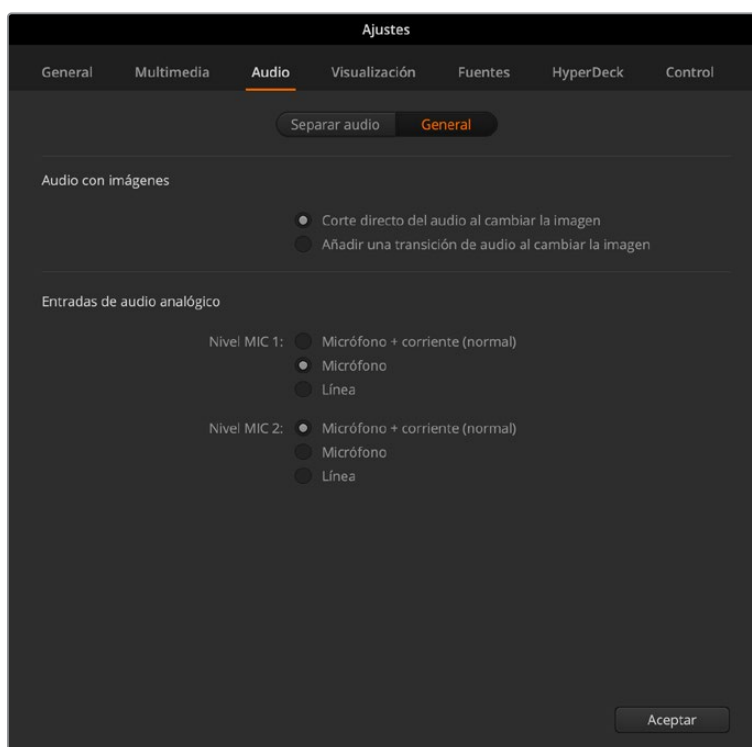 Ajustes
General Multimedia Audio Visualización Fuentes HyperDeck Control
Separar audio General
Audio con imágenes
Corte directo del audio al cambiar la imagen
Añadir una transición de audio al cambiar la imagen
Entradas de audio analógico
Nivel MIC 1: Micrófono + corriente (normal)
Micrófono
Línea
Nivel MIC 2: Micrófono + corriente (normal)
Micrófono
Línea
Aceptar